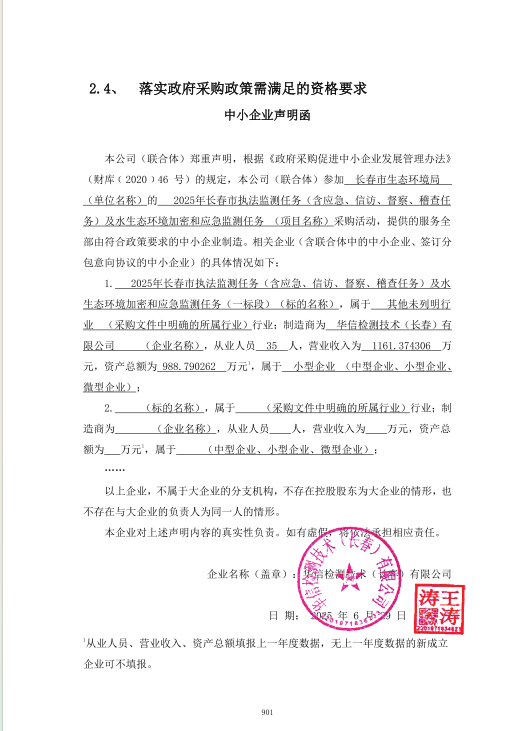 2.4、 落实政府采购政策需满足的资格要求
中小企业声明函
本公司（联合体）郑重声明，根据《政府采购促进中小企业发展管理办法》
（财库﹝2020﹞46 号）的规定，本公司（联合体）参加 长春市生态环境局
（单位名称）的 2025年长春市执法监测任务（含应急、信访、督察、稽查任
务）及水生态环境加密和应急监测任务 （项目名称）采购活动，提供的服务全
部由符合政策要求的中小企业制造。相关企业（含联合体中的中小企业、签订分
包意向协议的中小企业）的具体情况如下：
1. 2025年长春市执法监测任务（含应急、信访、督察、稽查任务）及水
生态环境加密和应急监测任务（一标段）（标的名称），属于 其他未列明行
业 （采购文件中明确的所属行业）行业；制造商为 华信检测技术（长春）有
限公司 （企业名称），从业人员 35 人，营业收入为 1161.374306 万
元，资产总额为 988.790262 万元¹，属于 小型企业 （中型企业、小型企业、
微型企业）；
2. （标的名称），属于 （采购文件中明确的所属行业）行业；制
造商为 （企业名称），从业人员 人，营业收入为 万元，资产总
额为 万元¹，属于 （中型企业、小型企业、微型企业）；
……
以上企业，不属于大企业的分支机构，不存在控股股东为大企业的情形，也
不存在与大企业的负责人为同一人的情形。
本企业对上述声明内容的真实性负责。如有虚假，将依法承担相应责任。
企业名称（盖章）：华信检测技术（长春）有限公司
华信检测技术（长春）有限公司
日 期： 2025 年 6 月 29 日
王涛
¹从业人员、营业收入、资产总额填报上一年度数据，无上一年度数据的新成立
企业可不填报。
901